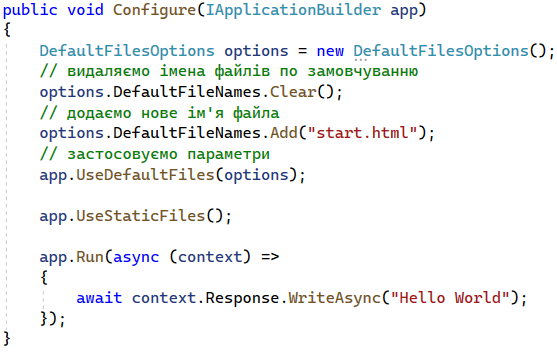 public void Configure(IApplicationBuilder app)
{
    DefaultFilesOptions options = new DefaultFilesOptions();
    // видаляємо імена файлів по замовчуванню
    options.DefaultFileNames.Clear();
    // додаємо нове ім'я файла
    options.DefaultFileNames.Add("start.html");
    // застосовуємо параметри
    app.UseDefaultFiles(options);

    app.UseStaticFiles();

    app.Run(async (context) =>
    {
        await context.Response.WriteAsync("Hello World");
    });
}